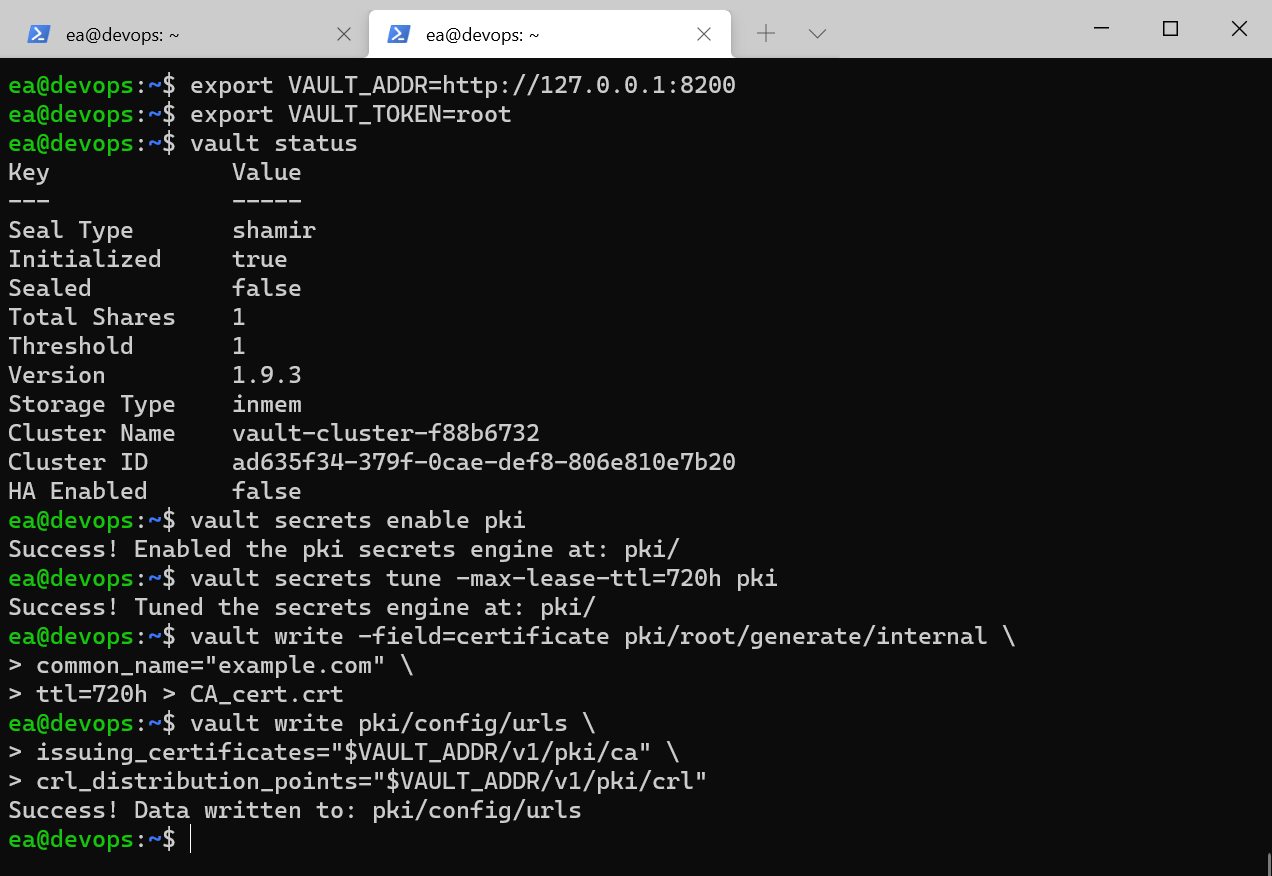 ea@devops: ~
ea@devops: ~
ea@devops:~$ export VAULT_ADDR=http://127.0.0.1:8200
ea@devops:~$ export VAULT_TOKEN=root
ea@devops:~$ vault status
Key             Value
---             -----
Seal Type       shamir
Initialized     true
Sealed          false
Total Shares    1
Threshold       1
Version         1.9.3
Storage Type    inmem
Cluster Name    vault-cluster-f88b6732
Cluster ID      ad635f34-379f-0cae-def8-806e810e7b20
HA Enabled      false
ea@devops:~$ vault secrets enable pki
Success! Enabled the pki secrets engine at: pki/
ea@devops:~$ vault secrets tune -max-lease-ttl=720h pki
Success! Tuned the secrets engine at: pki/
ea@devops:~$ vault write -field=certificate pki/root/generate/internal \
> common_name="example.com" \
> ttl=720h > CA_cert.crt
ea@devops:~$ vault write pki/config/urls \
> issuing_certificates="$VAULT_ADDR/v1/pki/ca" \
> crl_distribution_points="$VAULT_ADDR/v1/pki/crl"
Success! Data written to: pki/config/urls
ea@devops:~$